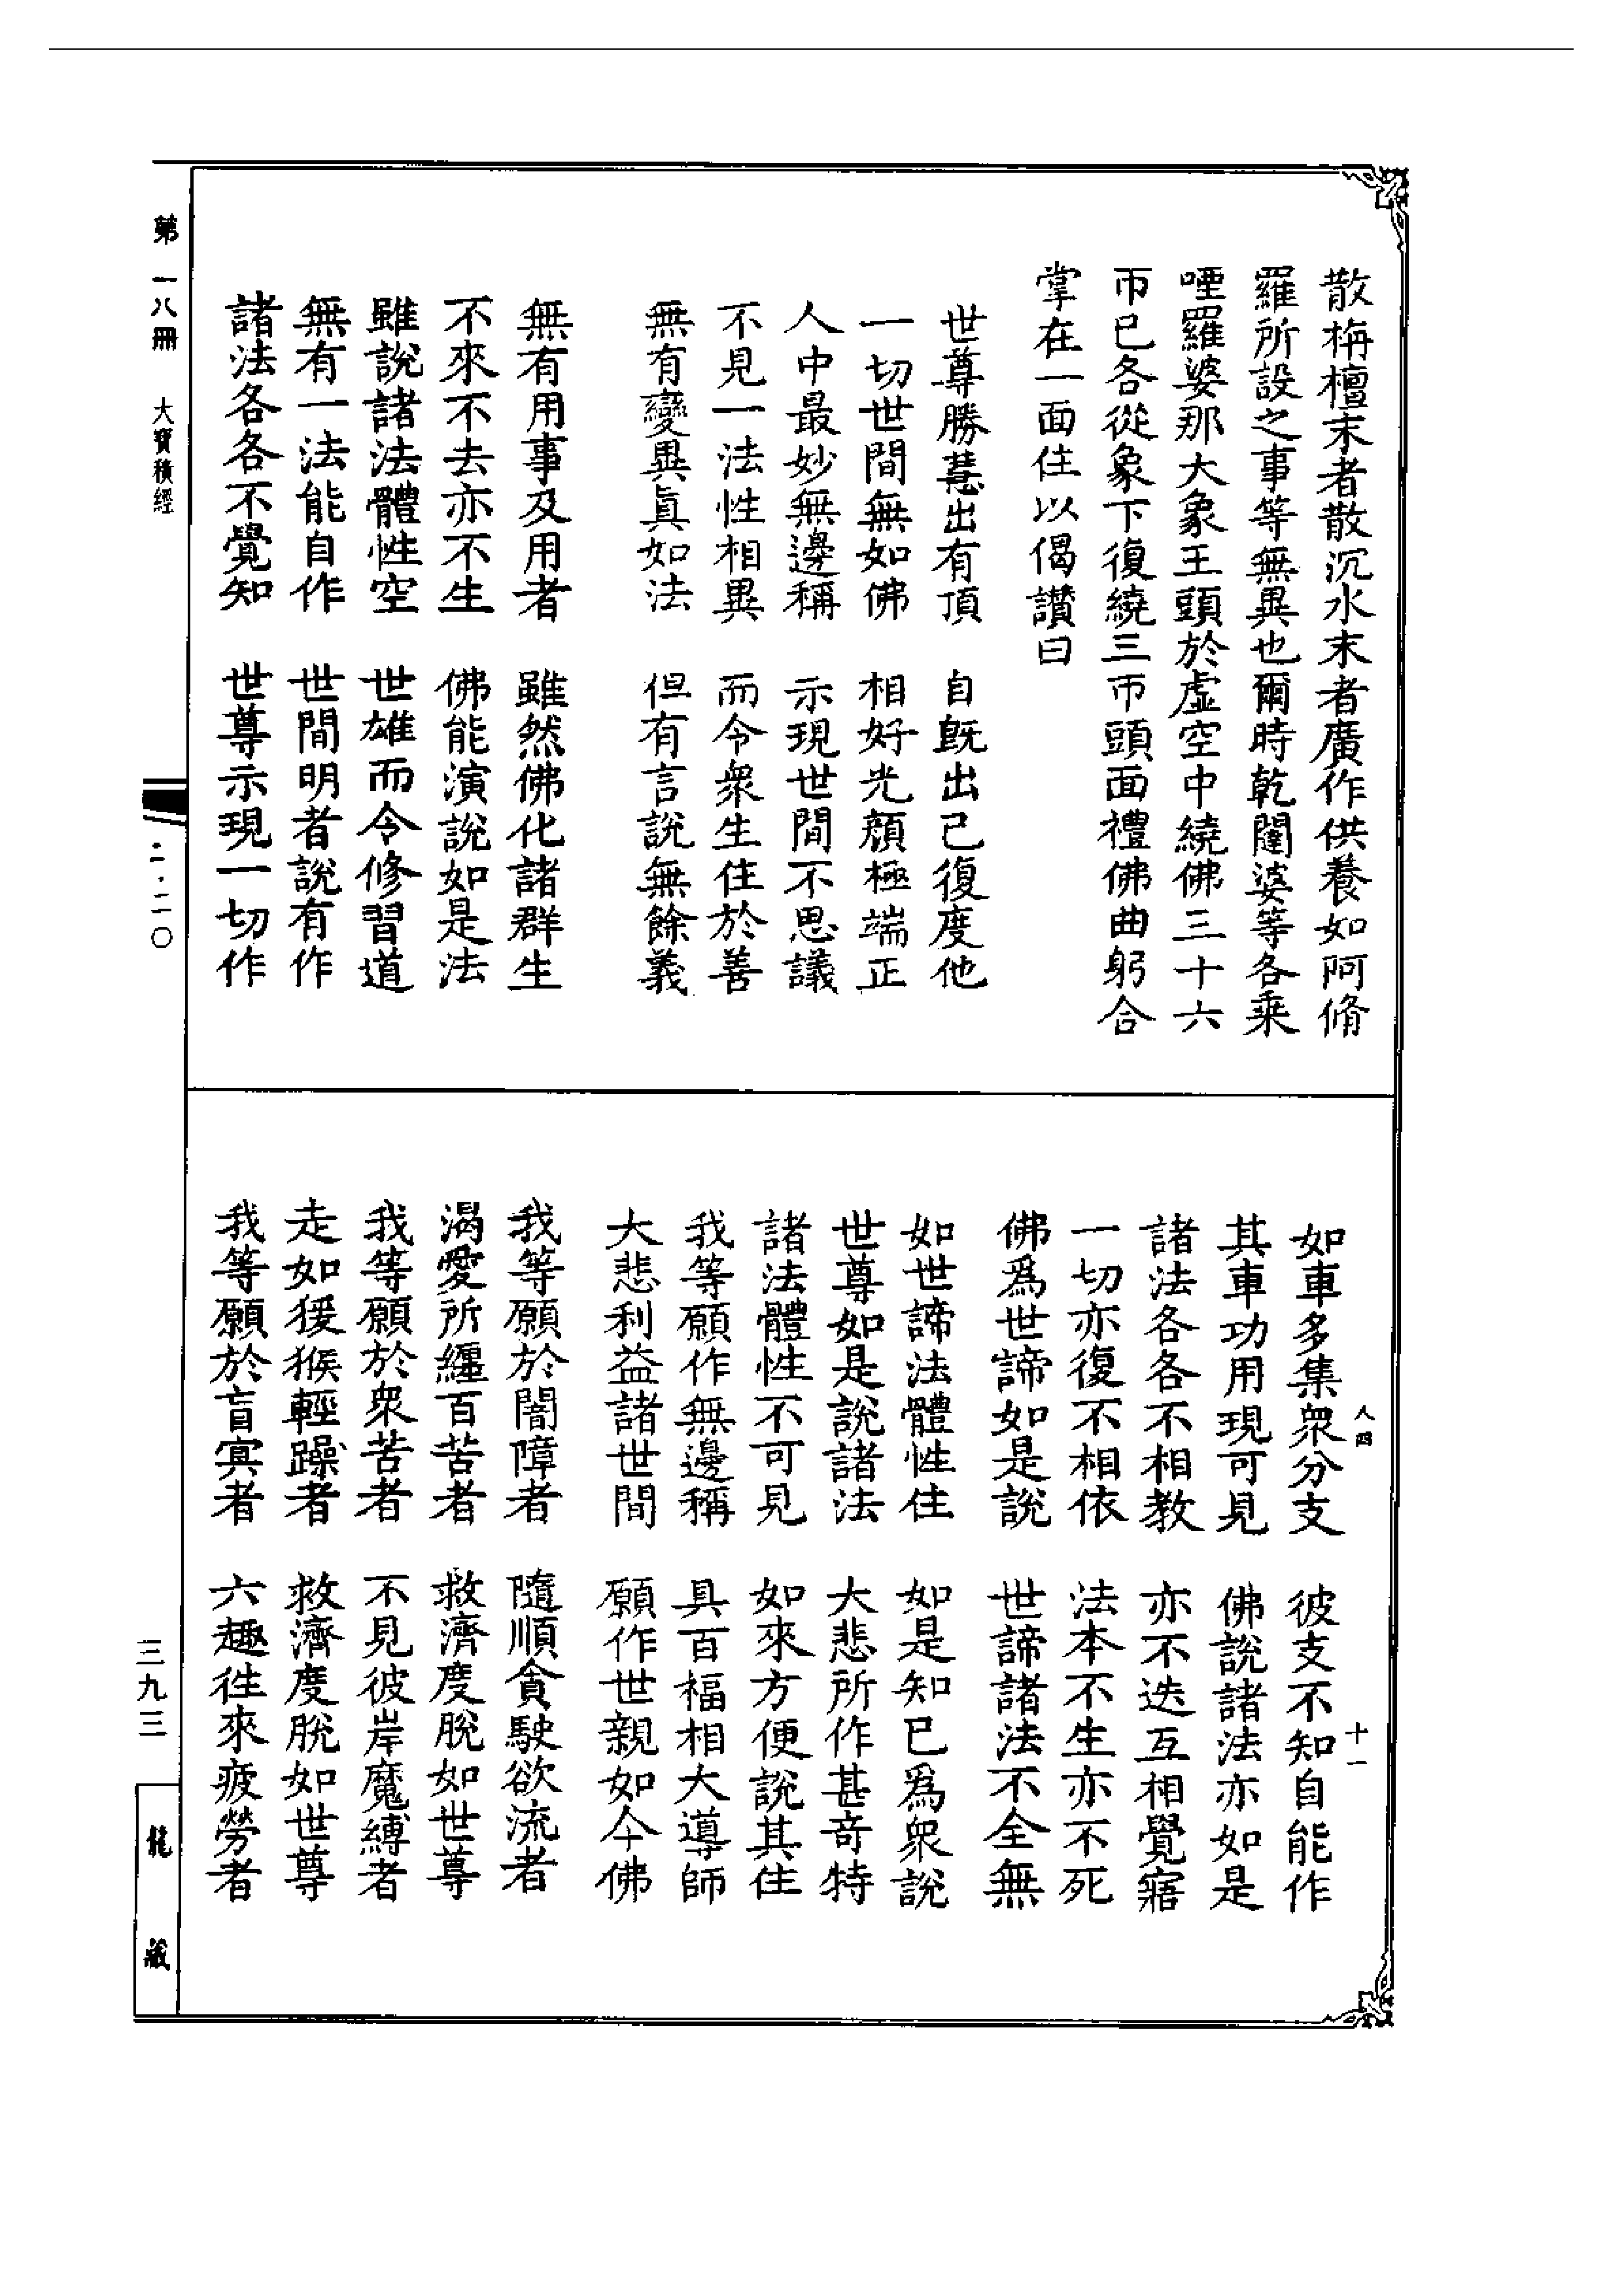 散栴檀末者散沉水末者廣作供養如阿脩
羅所設之事等無異也爾時乾闥婆等各乘
㖶羅婆那大象王頭於虛空中繞佛三十六
帀已各從象下復繞三帀頭面禮佛曲躬合
掌在一面住以偈讃曰
世尊勝慧出有頂　自旣出已復度他
一切世間無如佛　相好光顏極端正
人中最妙無邊稱　示現世間不思議
不見一法性相異　而令衆生住於善
無有變異眞如法　但有言說無餘義
無有用事及用者　雖然佛化諸群生
不來不去亦不生　佛能演說如是法
雖說諸法體性空　世雄而令修習道
無有一法能自作　世間明者說有作
諸法各各不覺知　世尊示現一切作
人四　十一
如車多集衆分支　彼支不知自能作
其車功用現可見　佛說諸法亦如是
諸法各各不相教　亦不迭互相覺寤
一切亦復不相依　法本不生亦不死
佛爲世諦如是說　世諦諸法不全無
如世諦法體性住　如是知已爲衆說
世尊如是說諸法　大悲所作甚奇特
諸法體性不可見　如來方便說其住
我等願作無邊稱　具百福相大導師
大悲利益諸世間　願作世親如今佛
我等願於闇障者　隨順貪駛欲流者
渴愛所纏百苦者　救濟度脫如世尊
我等願於衆苦者　不見彼岸魔縛者
走如猨猴輕躁者　救濟度脫如世尊
我等願於盲冥者　六趣往來疲勞者
第一八冊　大寶積經
二·二一〇
三九三
龍藏